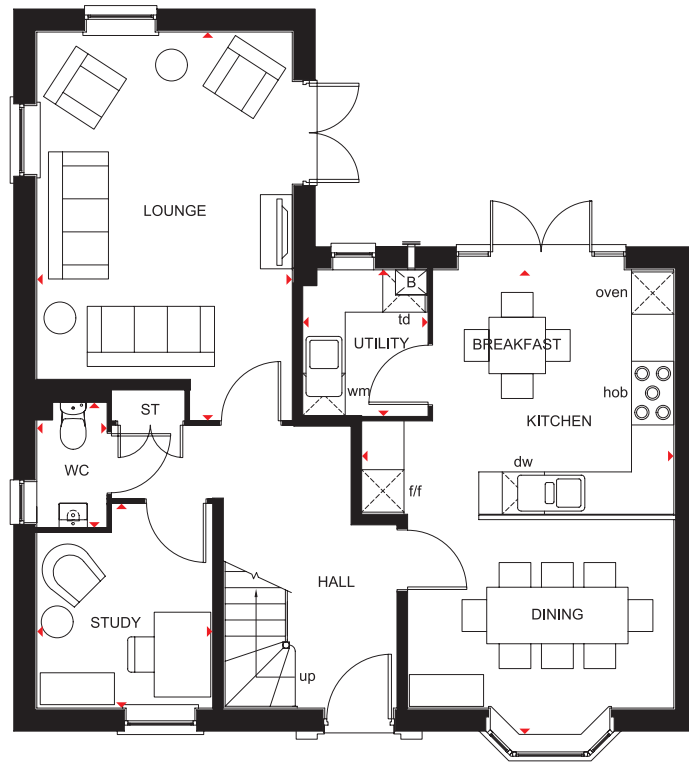 LOUNGE
B
oven
td
UTILITY
BREAKFAST
wm
hob
ST
KITCHEN
WC
dw
f/f
HALL
DINING
STUDY
up